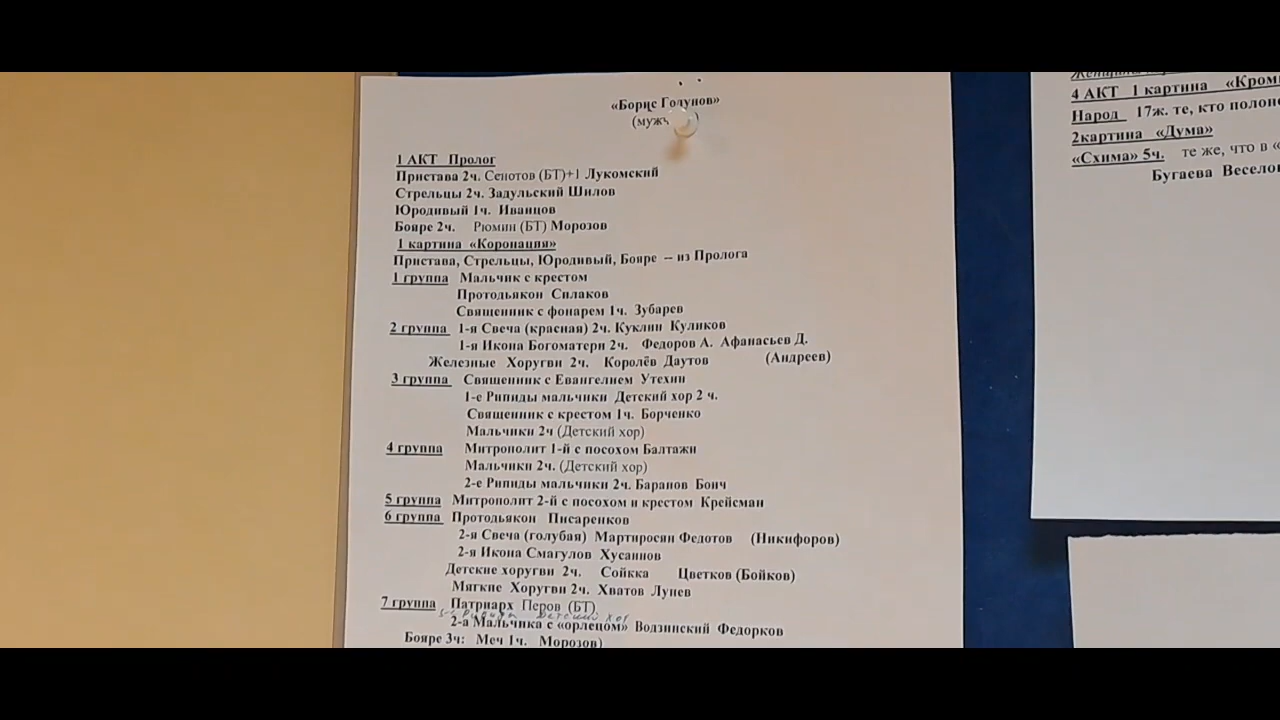 «Борис Годунов»
(муж
1 АКТ Пролог
Пристава 2ч. Сенотов (БТ)+1 Лукомский
Стрельцы 2ч. Задульский Шилов
Юродивый 1ч. Иванцов
Бояре 2ч. Рюмин (БТ) Морозов
1 картина «Коронация»
Пристава, Стрельцы, Юродивый, Бояре – из Пролога
1 группа Мальчик с крестом
Протодьякон Силаков
Священник с фонарем 1ч. Зубарев
2 группа 1-я Свеча (красная) 2ч. Куклин Куликов
1-я Икона Богоматери 2ч. Федоров А. Афанасьев Д.
Железные Хоругви 2ч. Королёв Даутов (Андреев)
3 группа Священник с Евангелием Утехин
1-е Рипиды мальчики Детский хор 2 ч.
Священник с крестом 1ч. Борченко
Мальчики 2ч (Детский хор)
4 группа Митрополит 1-й с посохом Балтажи
Мальчики 2ч. (Детский хор)
2-е Рипиды мальчики 2ч. Баранов Бонч
5 группа Митрополит 2-й с посохом и крестом Крейсман
6 группа Протодьякон Писаренков
2-я Свеча (голубая) Мартиросян Федотов (Никифоров)
2-я Икона Смагулов Хусаинов
Детские хоругви 2ч. Сойкка Цветков (Бойков)
Мягкие Хоругви 2ч. Хватов Лунев
7 группа Патриарх Перов (БТ)
Рипиды Детский хор
2-а Мальчика с «орлецом» Водзинский Федорков
Бояре 3ч: Меч 1ч. Морозов)
4 АКТ 1 картина «Кром
Народ 17ж. те, кто полон
2картина «Дума»
«Схима» 5ч. те же, что в «
Бугаева Весело